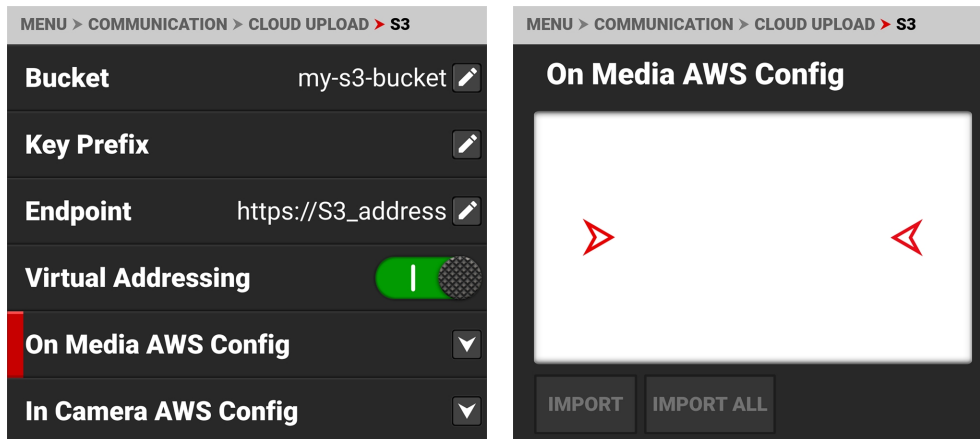 MENU > COMMUNICATION > CLOUD UPLOAD > S3
Bucket my-s3-bucket
Key Prefix
Endpoint https://S3_address
Virtual Addressing
On Media AWS Config
In Camera AWS Config
MENU > COMMUNICATION > CLOUD UPLOAD > S3
On Media AWS Config
IMPORT IMPORT ALL